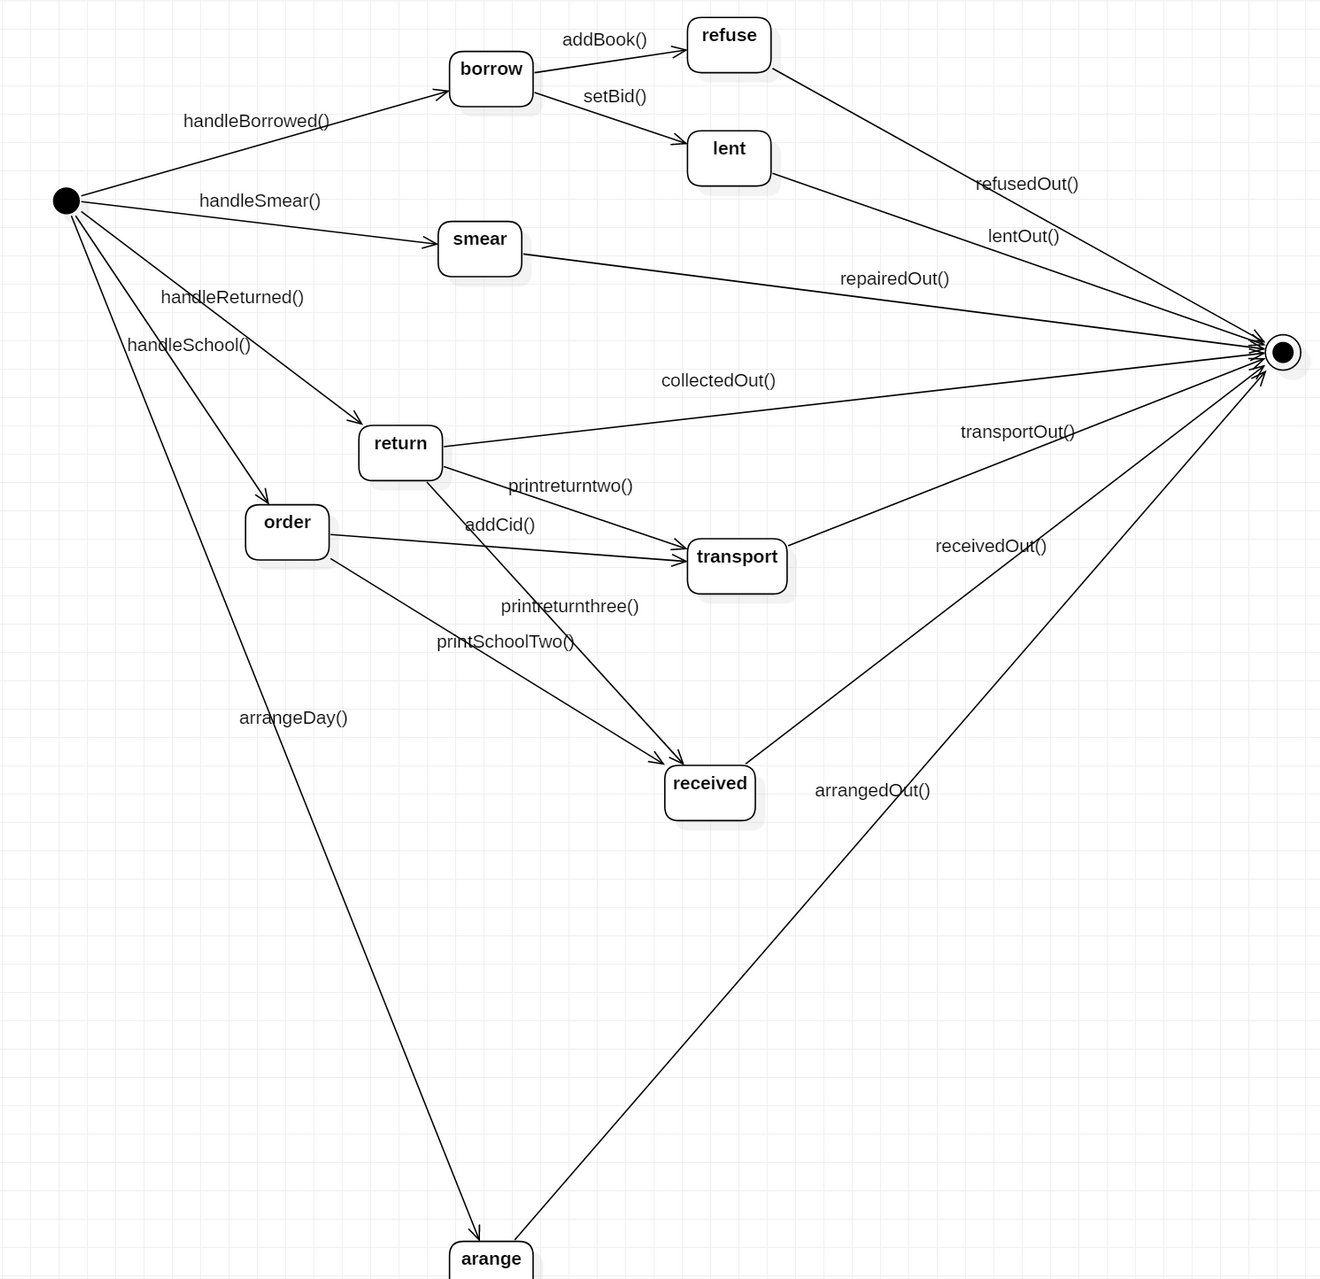 refuse
addBook()
borrow
setBid()
handleBorrowed()
lent
refusedOut()
handleSmear()
lentOut()
smear
repairedOut()
handleReturned()
handleSchool()
collectedOut()
transportOut()
return
printreturntwo()
order
addCid()
receivedOut()
transport
printreturnthree()
printSchoolTwo()
arrangeDay()
received
arrangedOut()
arange